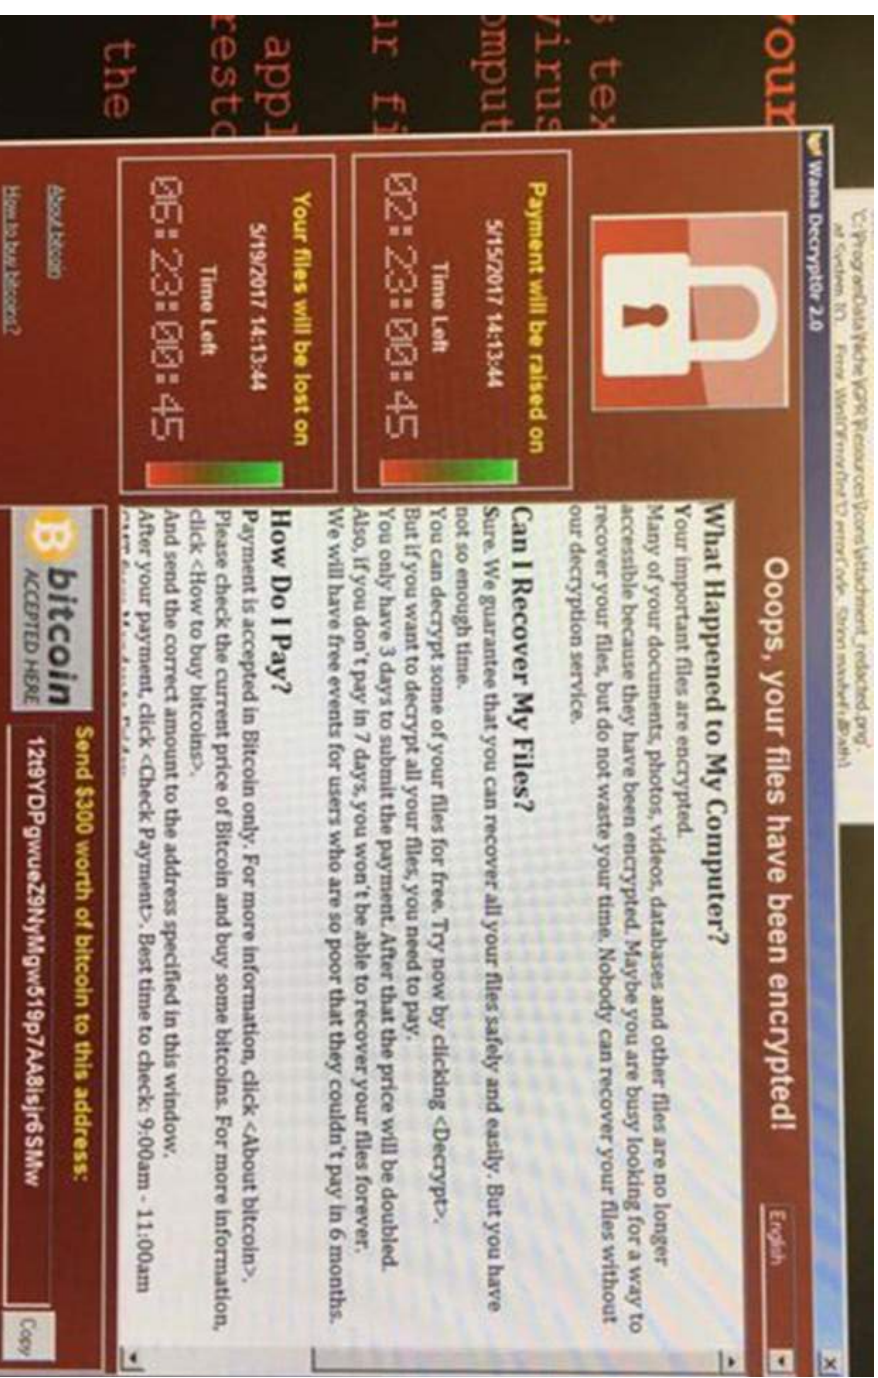 Wana Decrypt0r 2.0
Ooops, your files have been encrypted!
English
Payment will be raised on
5/15/2017 14:13:44
Time Left
02:23:00:45
Your files will be lost on
5/19/2017 14:13:44
Time Left
06:23:00:45
About bitcoin
How to buy bitcoins?
What Happened to My Computer?
Your important files are encrypted.
Many of your documents, photos, videos, databases and other files are no longer
accessible because they have been encrypted. Maybe you are busy looking for a way to
recover your files, but do not waste your time. Nobody can recover your files without
our decryption service.
Can I Recover My Files?
Sure. We guarantee that you can recover all your files safely and easily. But you have
not so enough time.
You can decrypt some of your files for free. Try now by clicking <Decrypt>.
But if you want to decrypt all your files, you need to pay.
You only have 3 days to submit the payment. After that the price will be doubled.
Also, if you don't pay in 7 days, you won't be able to recover your files forever.
We will have free events for users who are so poor that they couldn't pay in 6 months.
How Do I Pay?
Payment is accepted in Bitcoin only. For more information, click <About bitcoin>.
Please check the current price of Bitcoin and buy some bitcoins. For more information,
click <How to buy bitcoins>.
And send the correct amount to the address specified in this window.
After your payment, click <Check Payment>. Best time to check: 9:00am - 11:00am
bitcoin
ACCEPTED HERE
Send $300 worth of bitcoin to this address:
12t9YDPgwueZ9NyMgw519p7AA8isjr6SMw
Copy
the